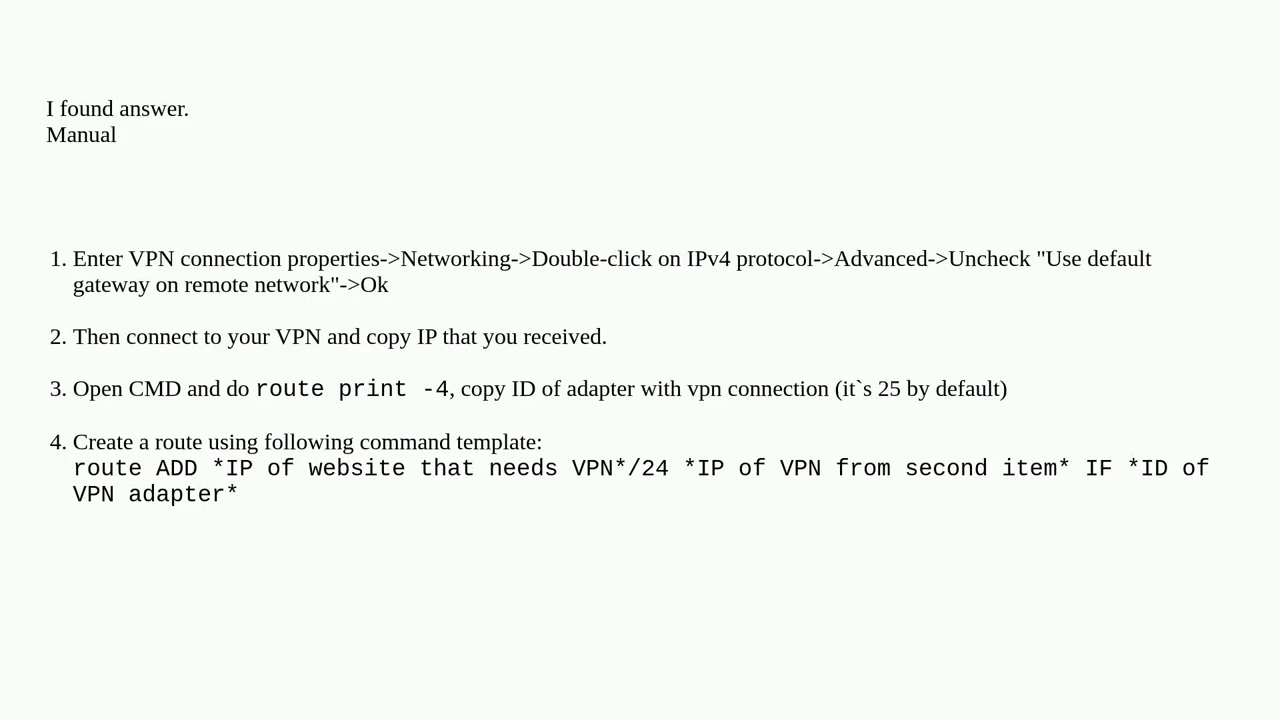 I found answer.
Manual
1. Enter VPN connection properties->Networking->Double-click on IPv4 protocol->Advanced->Uncheck "Use default
gateway on remote network"->Ok
2. Then connect to your VPN and copy IP that you received.
3. Open CMD and do route print -4, copy ID of adapter with vpn connection (it`s 25 by default)
4. Create a route using following command template:
route ADD *IP of website that needs VPN*/24 *IP of VPN from second item* IF *ID of
VPN adapter*